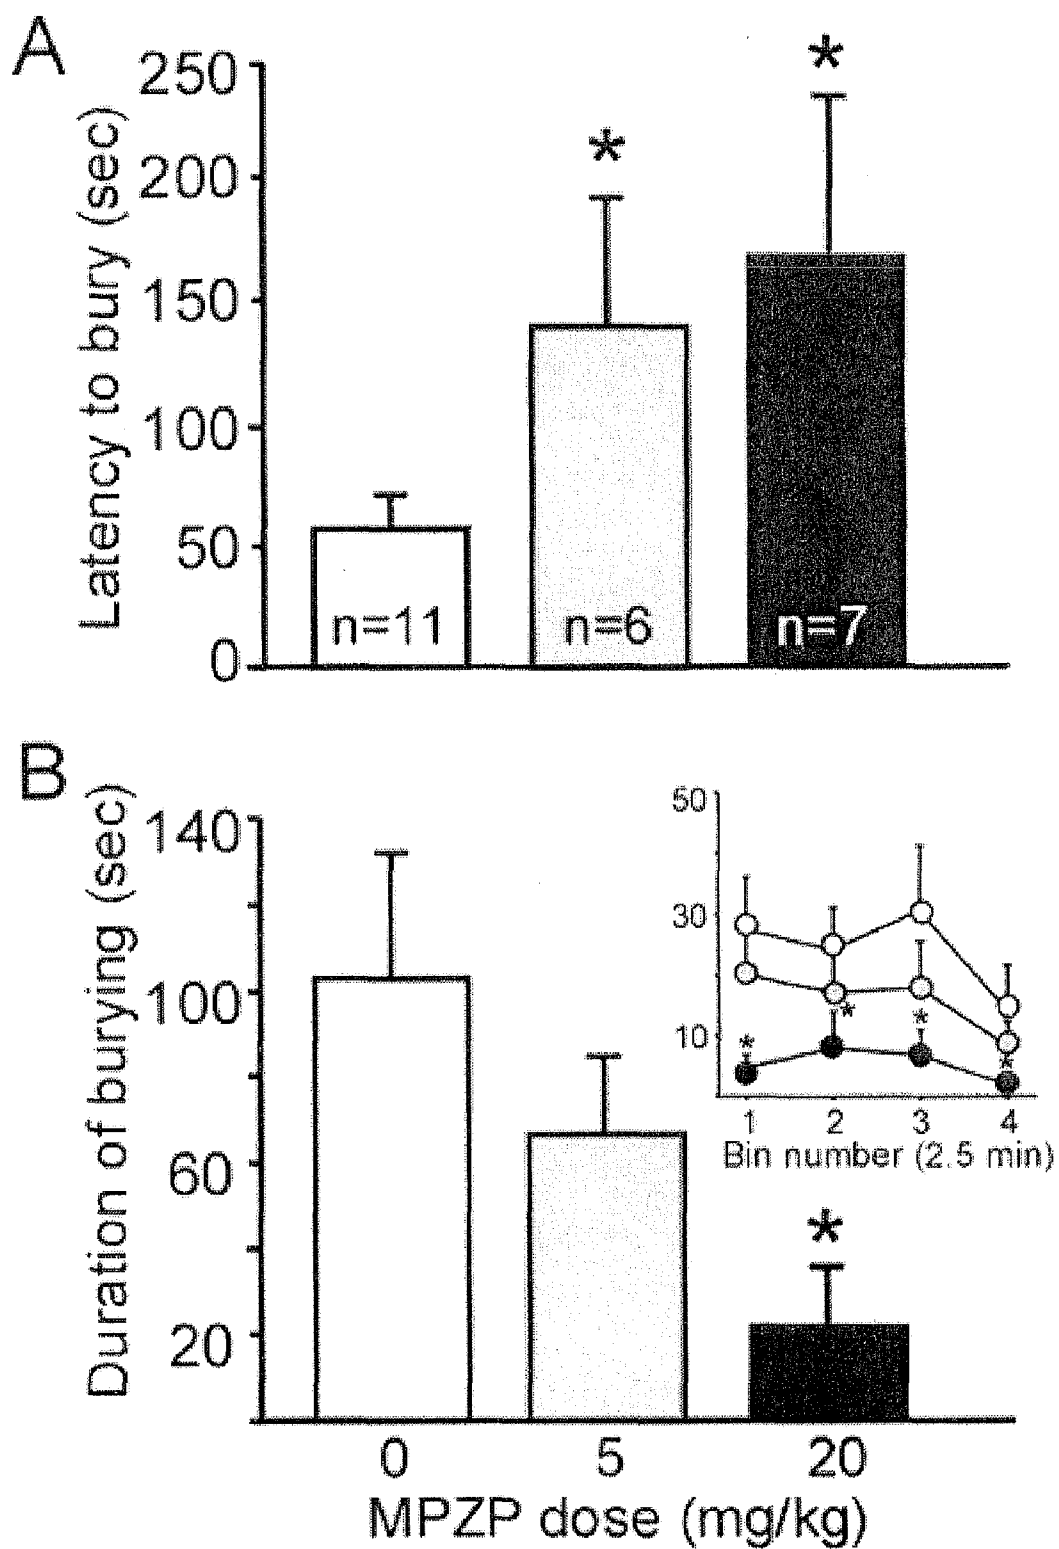 A
Latency to bury (sec)
250
200
150
100
50
0
*
*
n=11
n=6
n=7
B
Duration of burying (sec)
140
100
60
20
*
50
30
10
*
*
*
*
1 2 3 4
Bin number (2.5 min)
0 5 20
MPZP dose (mg/kg)